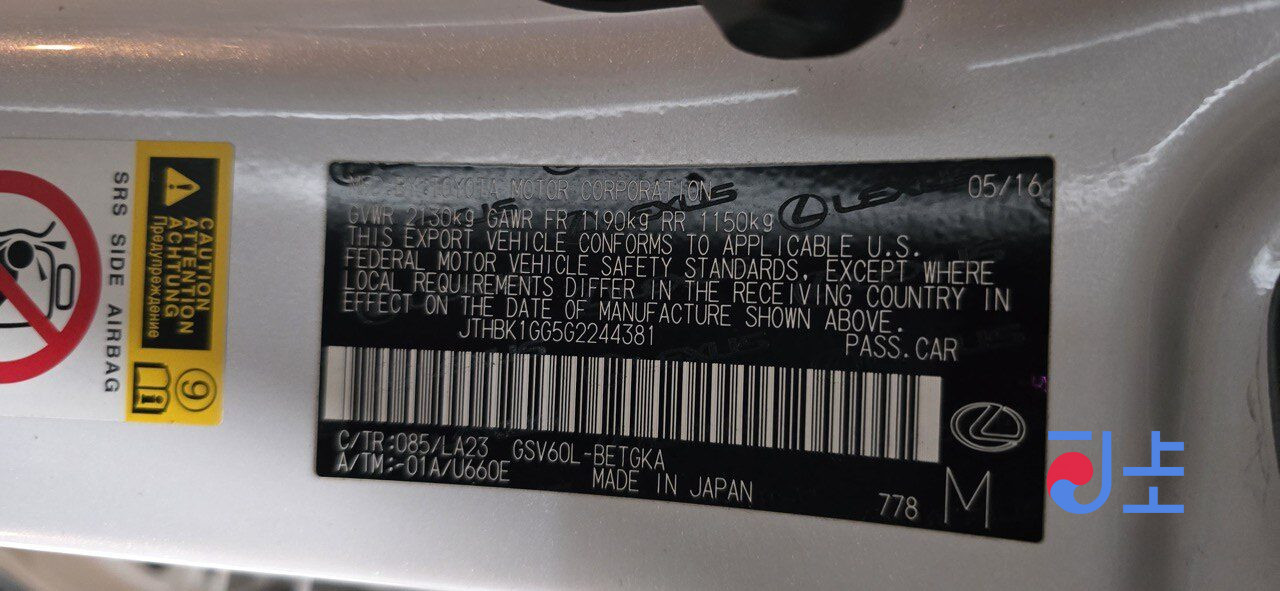 SRS SIDE AIRBAG
CAUTION
ATTENTION
ACHTUNG
Предупреждение
9
BY TOYOTA MOTOR CORPORATION
05/16
GVWR 2130kg GAWR FR 1190kg RR 1150kg
THIS EXPORT VEHICLE CONFORMS TO APPLICABLE U.S.
FEDERAL MOTOR VEHICLE SAFETY STANDARDS, EXCEPT WHERE
LOCAL REQUIREMENTS DIFFER IN THE RECEIVING COUNTRY IN
EFFECT ON THE DATE OF MANUFACTURE SHOWN ABOVE.
JTHBK1GG5G2244381
PASS.CAR
C/TR:085/LA23 GSV60L-BETGKA
A/TM:-01A/U660E
MADE IN JAPAN
778 M